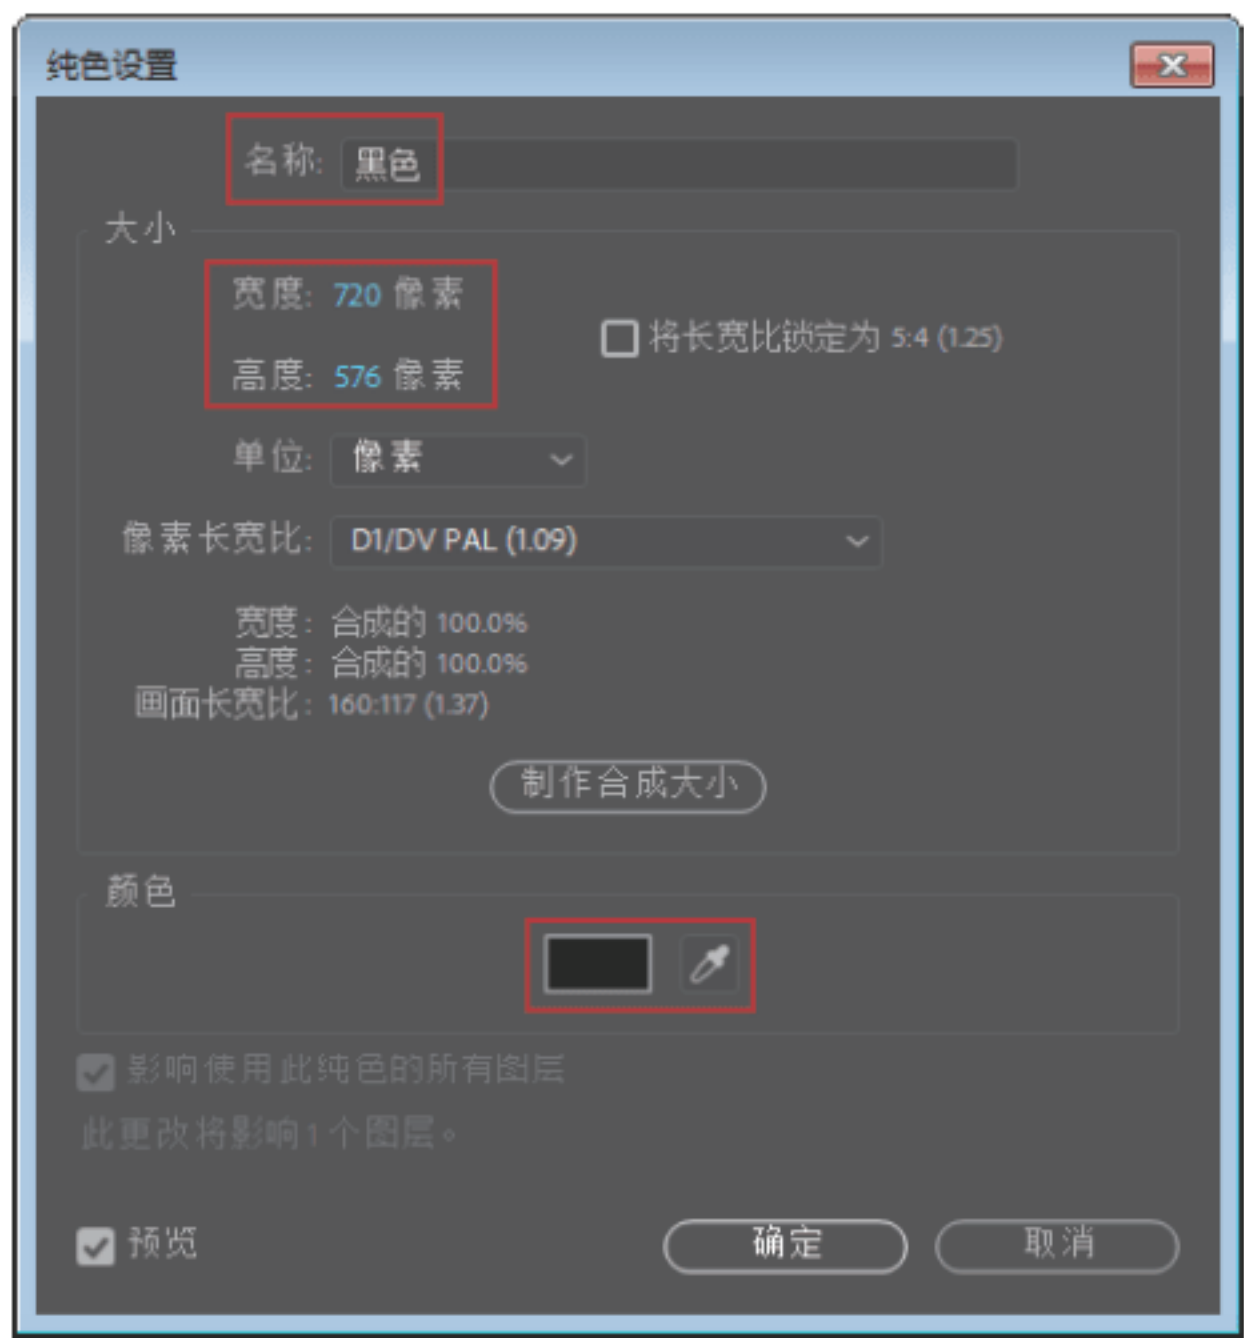 纯色设置
名称: 黑色
大小
宽度: 720 像素
将长宽比锁定为 5:4 (1.25)
高度: 576 像素
单位: 像素
像素长宽比: D1/DV PAL (1.09)
宽度: 合成的 100.0%
高度: 合成的 100.0%
画面长宽比: 160:117 (1.37)
制作合成大小
颜色
影响使用此纯色的所有图层
此更改将影响 1 个图层。
预览
确定
取消